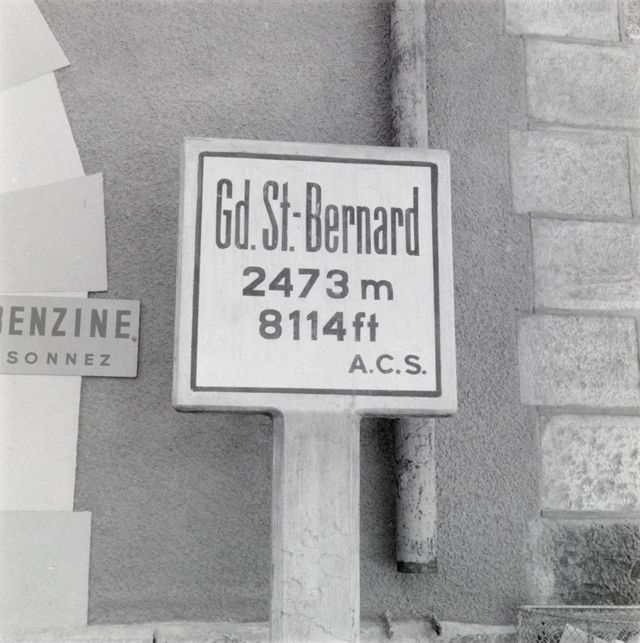 Gd. St.-Bernard
2473 m
8114 ft
A.C.S.
BENZINE
SONNEZ